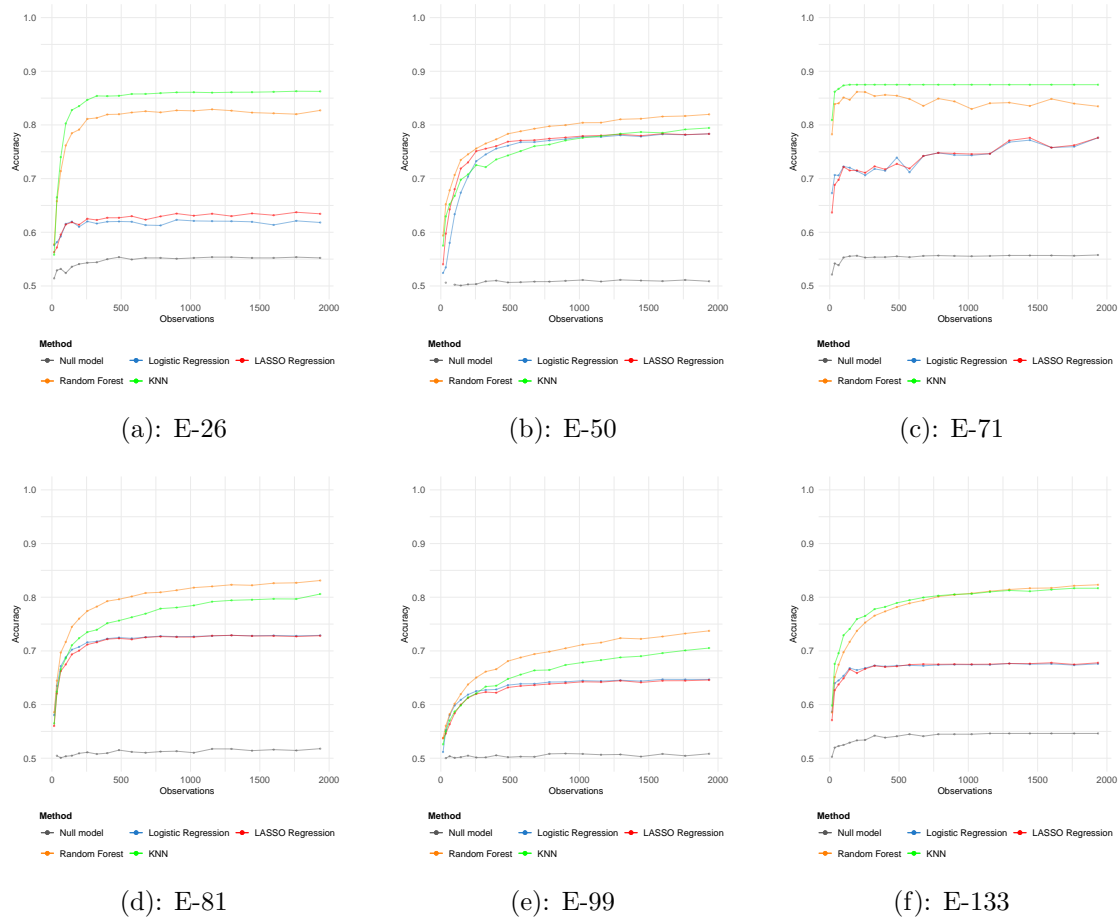 1.0
0.9
0.8
0.7
0.6
0.5
Accuracy
0 500 1000 1500 2000
Observations
Method
Null model Logistic Regression LASSO Regression
Random Forest KNN
(a): E-26
1.0
0.9
0.8
0.7
0.6
0.5
Accuracy
0 500 1000 1500 2000
Observations
Method
Null model Logistic Regression LASSO Regression
Random Forest KNN
(b): E-50
1.0
0.9
0.8
0.7
0.6
0.5
Accuracy
0 500 1000 1500 2000
Observations
Method
Null model Logistic Regression LASSO Regression
Random Forest KNN
(c): E-71
1.0
0.9
0.8
0.7
0.6
0.5
Accuracy
0 500 1000 1500 2000
Observations
Method
Null model Logistic Regression LASSO Regression
Random Forest KNN
(d): E-81
1.0
0.9
0.8
0.7
0.6
0.5
Accuracy
0 500 1000 1500 2000
Observations
Method
Null model Logistic Regression LASSO Regression
Random Forest KNN
(e): E-99
1.0
0.9
0.8
0.7
0.6
0.5
Accuracy
0 500 1000 1500 2000
Observations
Method
Null model Logistic Regression LASSO Regression
Random Forest KNN
(f): E-133